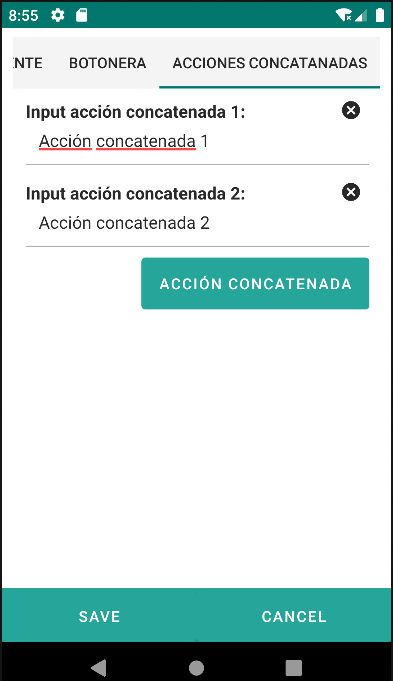 8:55
ENTE BOTONERA ACCIONES CONCATANADAS
Input acción concatenada 1:
Acción concatenada 1
Input acción concatenada 2:
Acción concatenada 2
ACCIÓN CONCATENADA
SAVE CANCEL